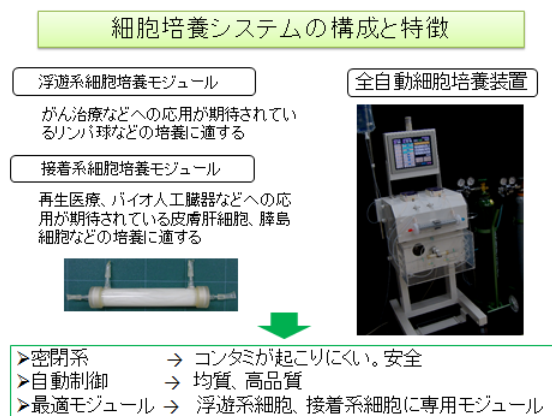 細胞培養システムの構成と特徴
浮遊系細胞培養モジュール
がん治療などへの応用が期待されてい
るリンパ球などの培養に適する
接着系細胞培養モジュール
再生医療、バイオ人工臓器などへの応
用が期待されている皮膚肝細胞、膵島
細胞などの培養に適する
全自動細胞培養装置
➢密閉系 → コンタミが起こりにくい。安全
➢自動制御 → 均質、高品質
➢最適モジュール → 浮遊系細胞、接着系細胞に専用モジュール